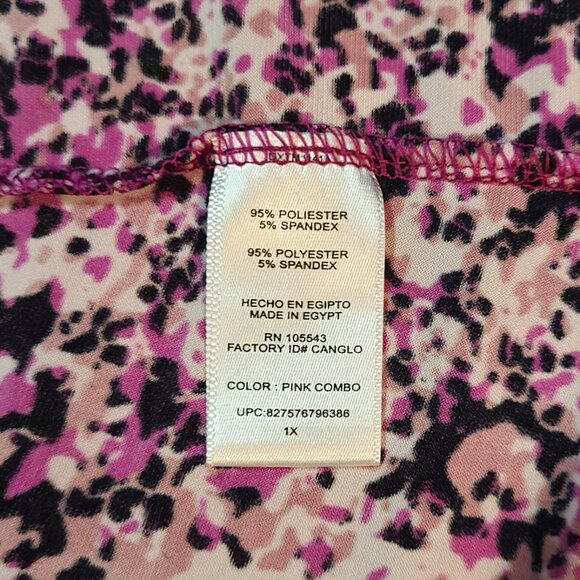 95% POLIESTER
5% SPANDEX
95% POLYESTER
5% SPANDEX
HECHO EN EGIPTO
MADE IN EGYPT
RN 105543
FACTORY ID# CANGLO
COLOR : PINK COMBO
UPC:827576796386
1X